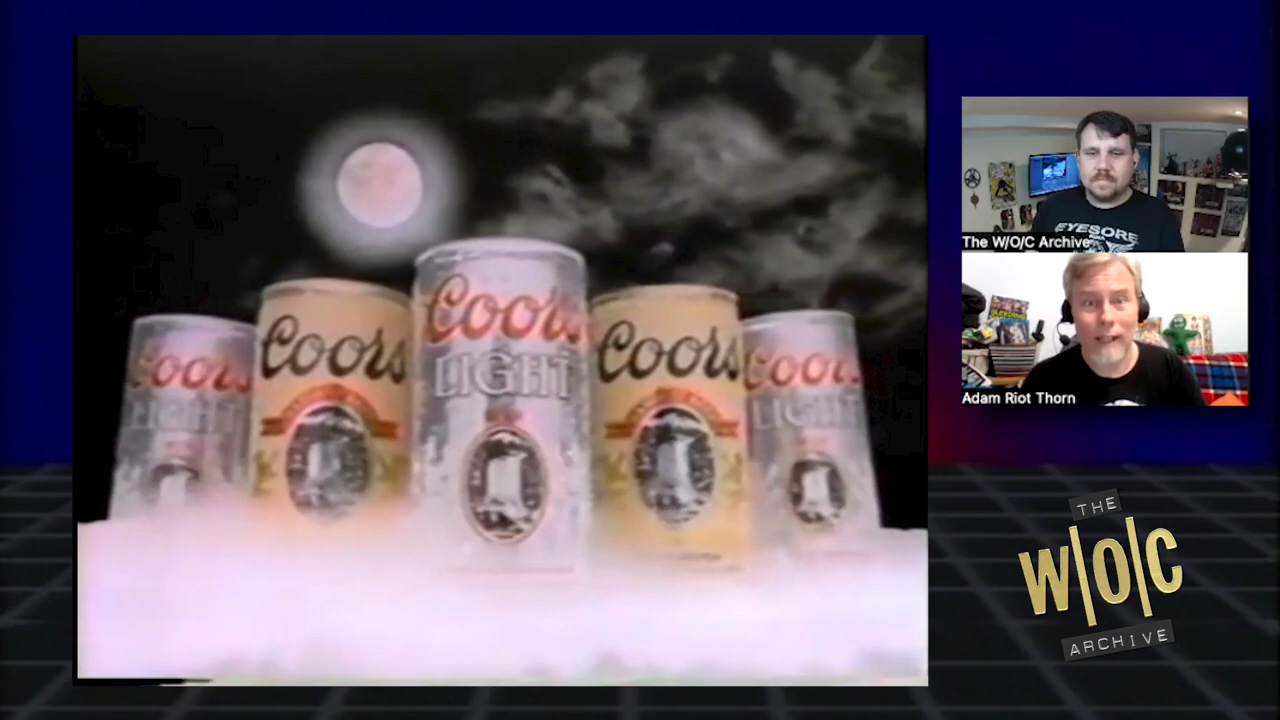 Coors
LIGHT
Coors
Coors
LIGHT
Coors
Coors
LIGHT
The W/O/C Archive
EYESORE
Adam Riot Thorn
THE
W/O/C
ARCHIVE